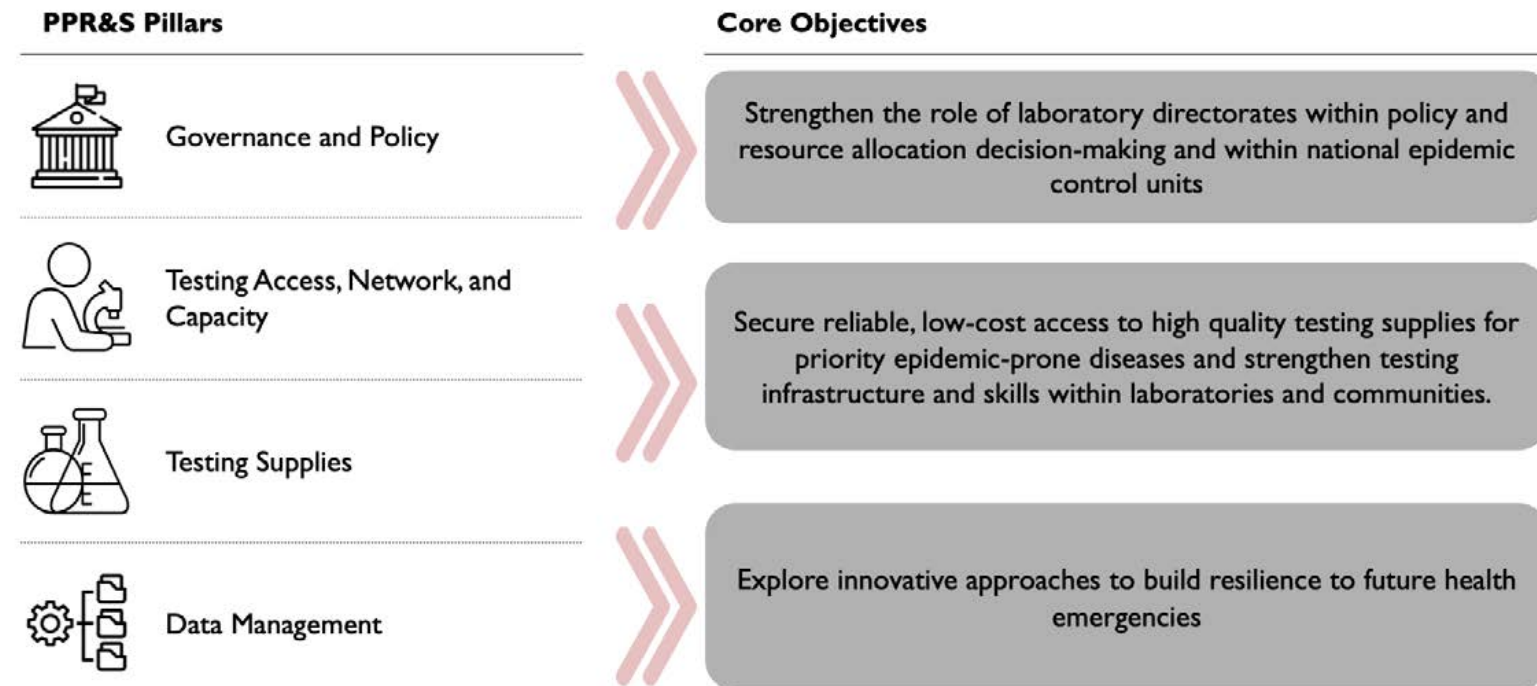 PPR&S Pillars
Core Objectives
Governance and Policy
Strengthen the role of laboratory directorates within policy and
resource allocation decision-making and within national epidemic
control units
Testing Access, Network, and
Capacity
Secure reliable, low-cost access to high quality testing supplies for
priority epidemic-prone diseases and strengthen testing
infrastructure and skills within laboratories and communities.
Testing Supplies
Data Management
Explore innovative approaches to build resilience to future health
emergencies